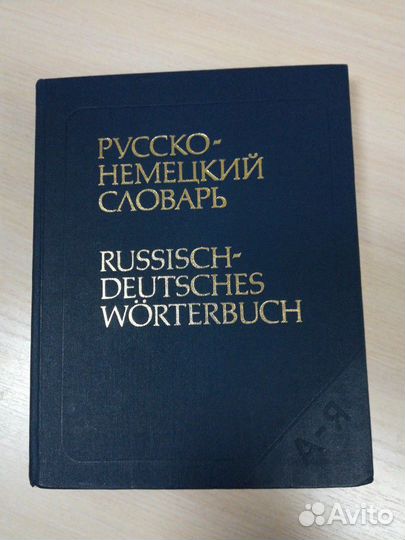 РУССКО-
НЕМЕЦКИЙ
СЛОВАРЬ
RUSSISCH-
DEUTSCHES
WÖRTERBUCH
А-Я
Avito